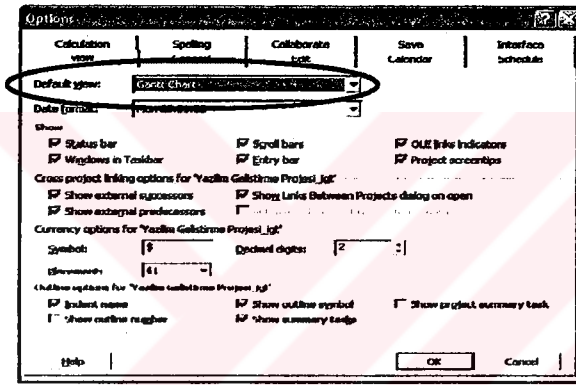 Options
Calculation Spelling Collaborate Save Interface
View General Edit Calendar Schedule
Default view: Gantt Chart
Date format:
Show
Status bar Scroll bars OLE links indicators
Windows in Taskbar Entry bar Project screentips
Cross project linking options for 'Yazilim Gelistirme Projesi_igt'
Show external successors Show Links Between Projects dialog on open
Show external predecessors
Currency options for 'Yazilim Gelistirme Projesi_igt'
Symbol: $ Decimal digits: 2
Placement: $1
Outline options for 'Yazilim Gelistirme Projesi_igt'
Indent name Show outline symbol Show project summary task
Show outline number Show summary tasks
Help OK Cancel